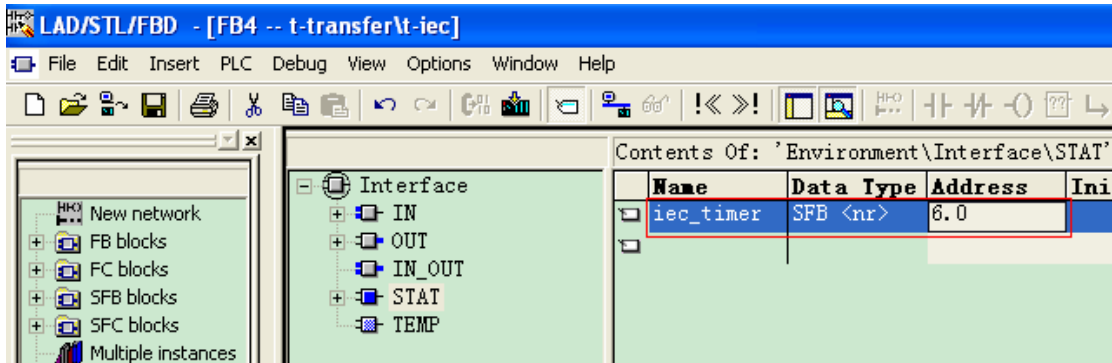 LAD/STL/FBD - [FB4 -- t-transfer\t-iec]
File Edit Insert PLC Debug View Options Window Help
New network
FB blocks
FC blocks
SFB blocks
SFC blocks
Multiple instances
Interface
IN
OUT
IN_OUT
STAT
TEMP
Contents Of: 'Environment\Interface\STAT'
Name Data Type Address Ini
iec_timer SFB <nr> 6.0